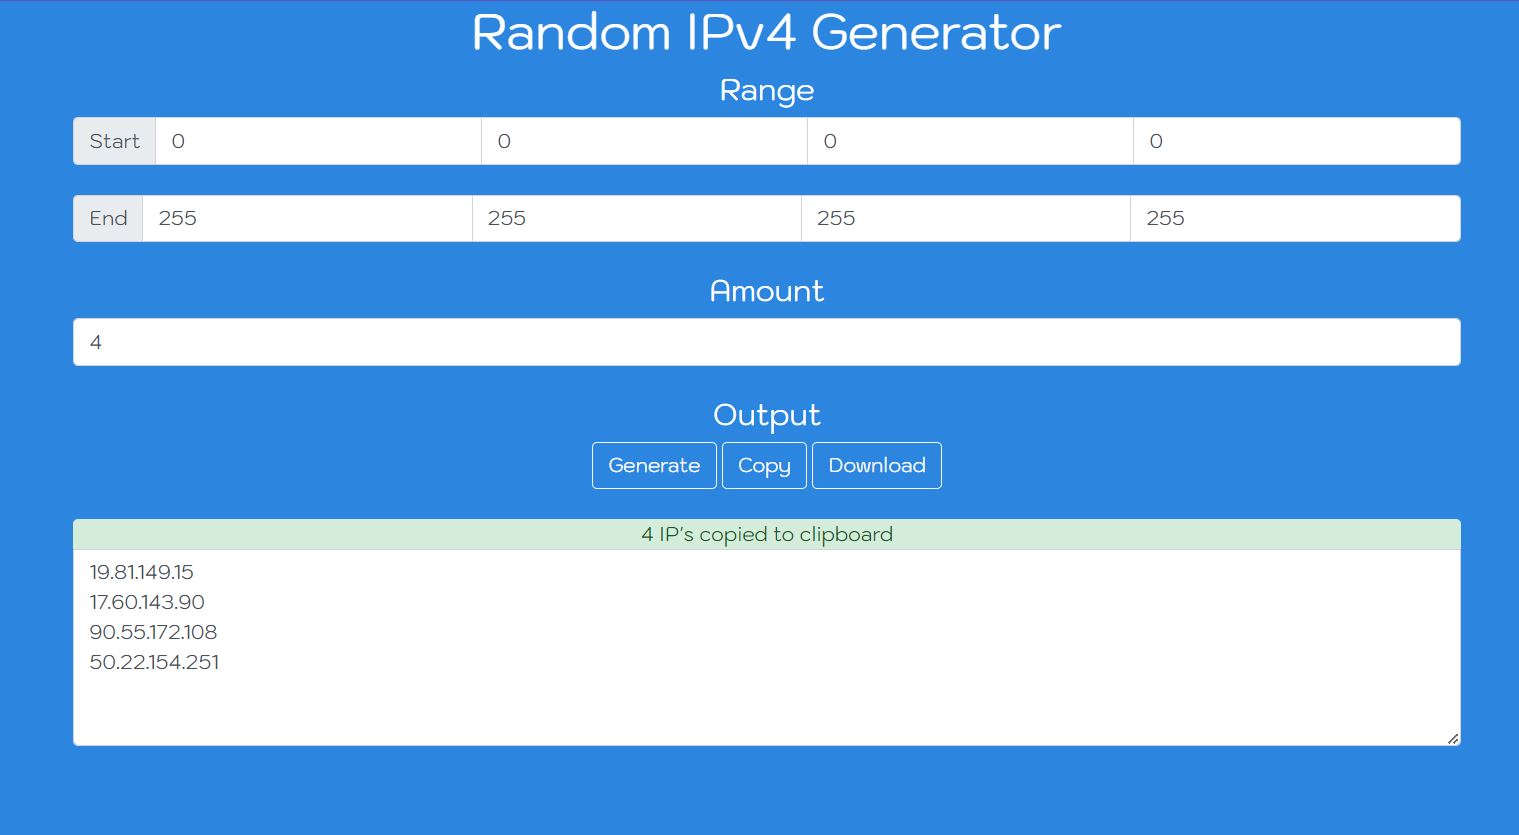 Random IPv4 Generator
Range
Start 0 0 0 0
End 255 255 255 255
Amount
4
Output
Generate Copy Download
4 IP's copied to clipboard
19.81.149.15
17.60.143.90
90.55.172.108
50.22.154.251